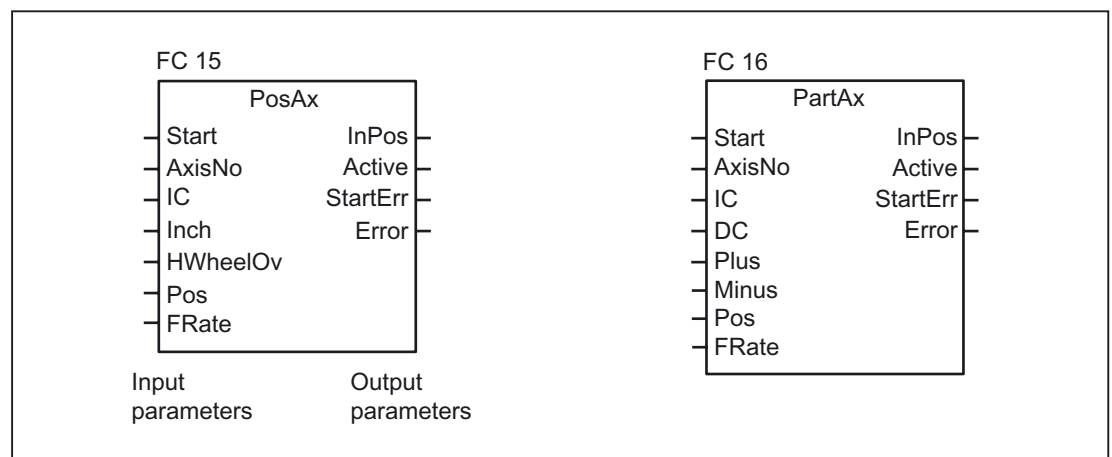 FC 15
PosAx
Start InPos
AxisNo Active
IC StartErr
Inch Error
HWheelOv
Pos
FRate
Input parameters
Output parameters
FC 16
PartAx
Start InPos
AxisNo Active
IC StartErr
DC Error
Plus
Minus
Pos
FRate